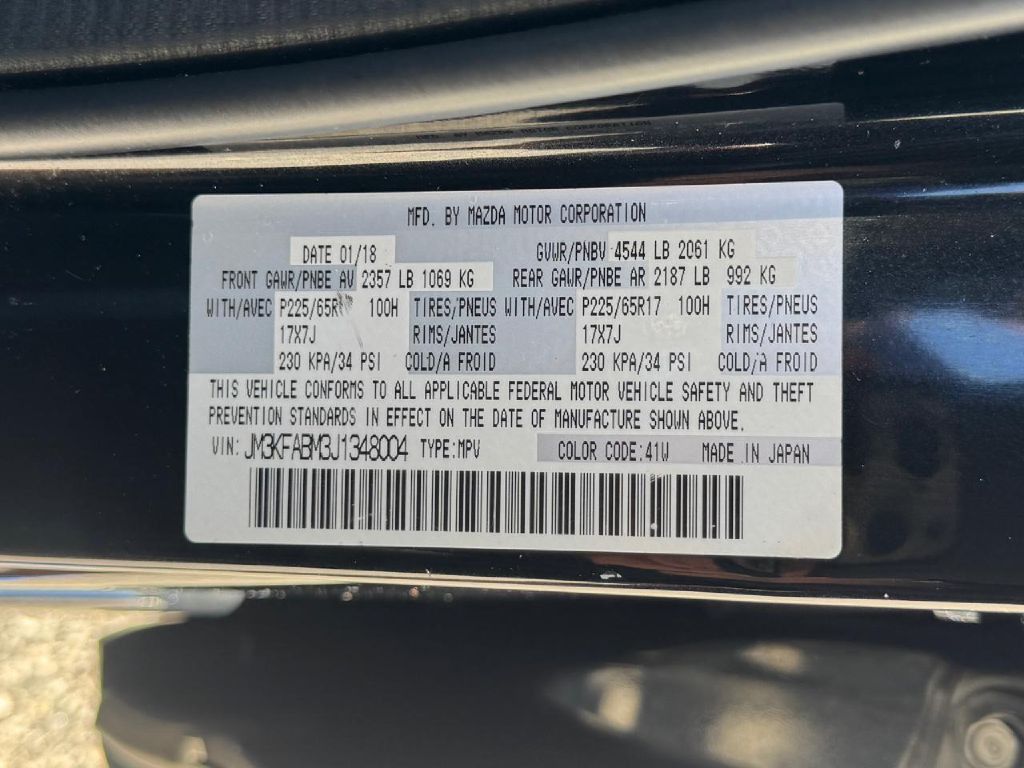 MFD. BY MAZDA MOTOR CORPORATION
DATE 01/18 GVWR/PNBV 4544 LB 2061 KG
FRONT GAWR/PNBE AV 2357 LB 1069 KG REAR GAWR/PNBE AR 2187 LB 992 KG
WITH/AVEC 100H TIRES/PNEUS WITH/AVEC P225/65R17 100H TIRES/PNEUS
17X7J RIMS/JANTES 17X7J RIMS/JANTES
230 KPA/34 PSI COLD/A FROID 230 KPA/34 PSI COLD/A FROID
THIS VEHICLE CONFORMS TO ALL APPLICABLE FEDERAL MOTOR VEHICLE SAFETY AND THEFT
PREVENTION STANDARDS IN EFFECT ON THE DATE OF MANUFACTURE SHOWN ABOVE.
VIN: JM3KFABM3J1348004 TYPE:MPV COLOR CODE:41W MADE IN JAPAN